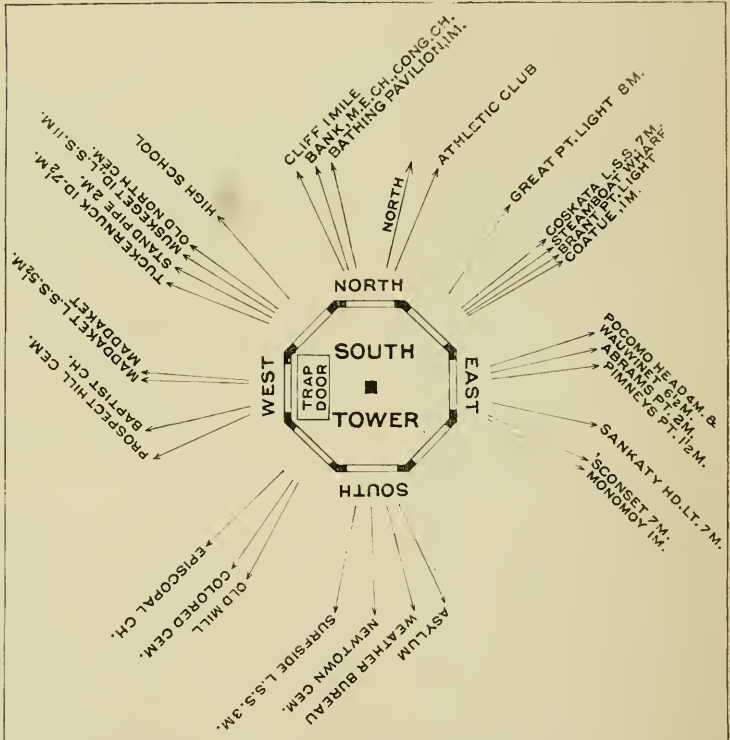 CLIFF 1 MILE
BANK, M.E.CH., CONG. CH.
BATHING PAVILION, 1M.
NORTH
ATHLETIC CLUB
GREAT PT. LIGHT 8M.
COSKATA L.S.S. 7M.
STEAMBOAT WHARF
BRANT PT. LIGHT
COATUE, 1M.
HIGH SCHOOL
OLD NORTH CEM.
MUSKEGET ID.-L.S.S. 11M.
STAND PIPE 2M.
TUCKERNUCK ID-7½M.
MADDAKET
MADDAKET L.S.S. 5½M.
BAPTIST CH.
PROSPECT HILL CEM.
NORTH
WEST
TRAP
DOOR
SOUTH
TOWER
EAST
SOUTH
POCOMO HEAD 4M. &
WAUWINET 6½M.
ABRAMS PT. 2M.
PIMNEYS PT. 1½M.
SANKATY HD. LT. 7M.
'SCONSET 7M.
MONOMOY 1M.
EPISCOPAL CH.
COLORED CEM.
OLD MILL
SURFSIDE L.S.S. 3M.
NEWTOWN CEM.
WEATHER BUREAU
ASYLUM